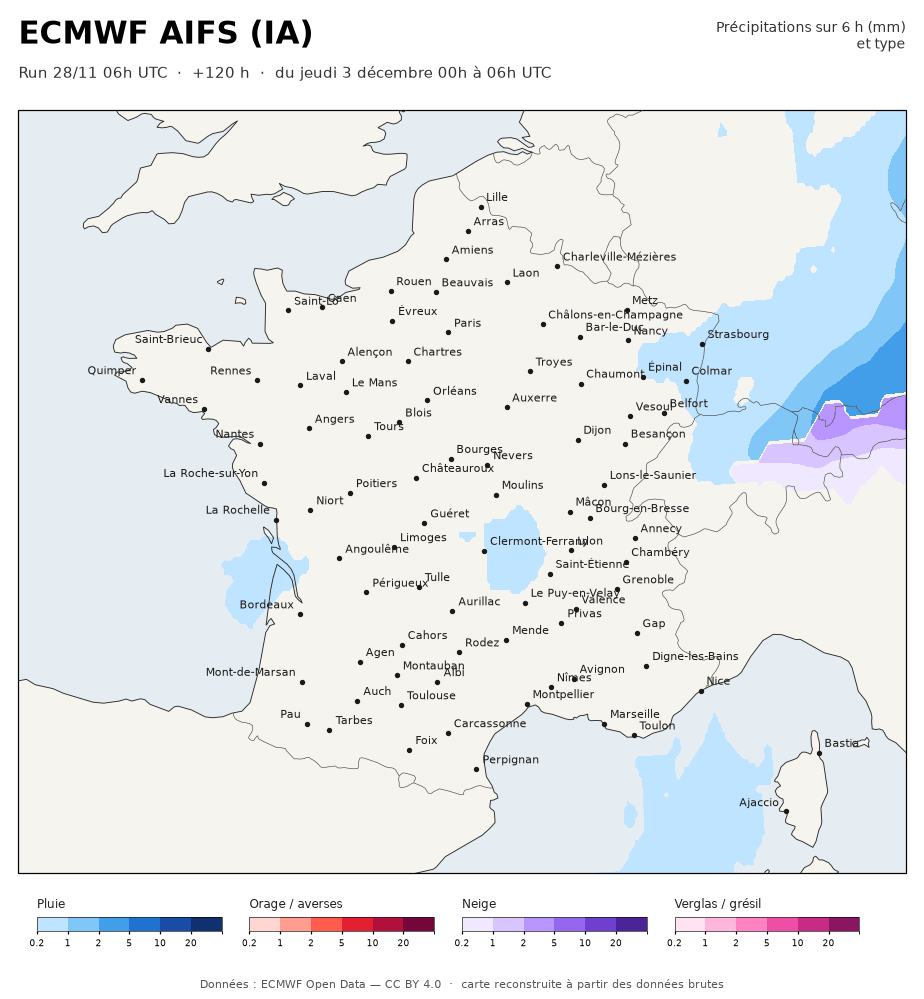 ECMWF AIFS (IA)
Précipitations sur 6 h (mm)
et type
Run 28/11 06h UTC · +120 h · du jeudi 3 décembre 00h à 06h UTC
Lille
Arras
Amiens
Charleville-Mézières
Laon
Rouen
Beauvais
Saint-Lô
Caen
Metz
Évreux
Châlons-en-Champagne
Paris
Bar-le-Duc
Nancy
Strasbourg
Saint-Brieuc
Alençon
Chartres
Troyes
Quimper
Rennes
Laval
Le Mans
Chaumont
Épinal
Colmar
Vannes
Orléans
Auxerre
Vesoul
Belfort
Blois
Angers
Tours
Nantes
Dijon
Besançon
Bourges
Nevers
La Roche-sur-Yon
Châteauroux
Lons-le-Saunier
Poitiers
Moulins
Niort
La Rochelle
Mâcon
Bourg-en-Bresse
Guéret
Annecy
Limoges
Clermont-Ferrand
Lyon
Angoulême
Chambéry
Saint-Étienne
Périgueux
Tulle
Grenoble
Le Puy-en-Velay
Valence
Bordeaux
Aurillac
Privas
Mende
Gap
Cahors
Rodez
Agen
Digne-les-Bains
Mont-de-Marsan
Montauban
Albi
Avignon
Nîmes
Nice
Auch
Toulouse
Montpellier
Pau
Tarbes
Carcassonne
Marseille
Toulon
Foix
Bastia
Perpignan
Ajaccio
Pluie
Orage / averses
Neige
Verglas / grésil
0.2 1 2 5 10 20
0.2 1 2 5 10 20
0.2 1 2 5 10 20
0.2 1 2 5 10 20
Données : ECMWF Open Data — CC BY 4.0 · carte reconstruite à partir des données brutes